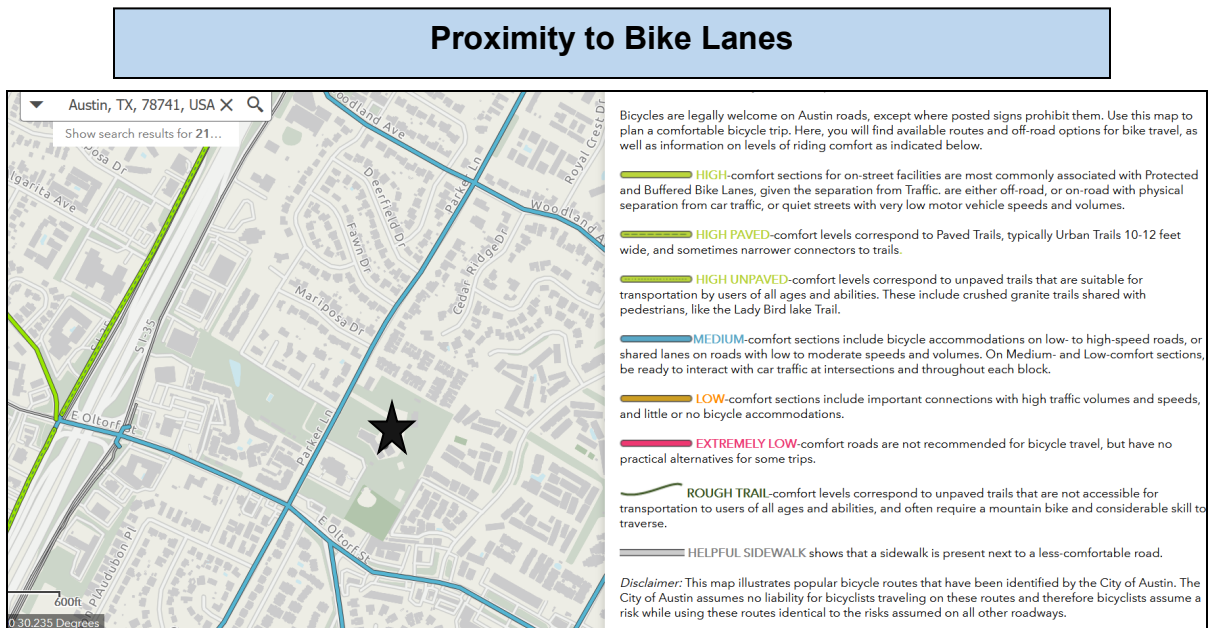 Proximity to Bike Lanes
Austin, TX, 78741, USA
Show search results for 21...
Woodland Ave
Parker Ln
Royal Crest Dr
Deerfield Dr
Woodland A
Fawn Dr
Cedar Ridge Dr
Mariposa Dr
posa Dr
lgarita Ave
S I-35
S I-35
E Oltorf St
Parker Ln
E Oltorf St
Audubon Pl
600ft
0 30.235 Degrees
Bicycles are legally welcome on Austin roads, except where posted signs prohibit them. Use this map to
plan a comfortable bicycle trip. Here, you will find available routes and off-road options for bike travel, as
well as information on levels of riding comfort as indicated below.
HIGH-comfort sections for on-street facilities are most commonly associated with Protected
and Buffered Bike Lanes, given the separation from Traffic. are either off-road, or on-road with physical
separation from car traffic, or quiet streets with very low motor vehicle speeds and volumes.
HIGH PAVED-comfort levels correspond to Paved Trails, typically Urban Trails 10-12 feet
wide, and sometimes narrower connectors to trails.
HIGH UNPAVED-comfort levels correspond to unpaved trails that are suitable for
transportation by users of all ages and abilities. These include crushed granite trails shared with
pedestrians, like the Lady Bird lake Trail.
MEDIUM-comfort sections include bicycle accommodations on low- to high-speed roads, or
shared lanes on roads with low to moderate speeds and volumes. On Medium- and Low-comfort sections,
be ready to interact with car traffic at intersections and throughout each block.
LOW-comfort sections include important connections with high traffic volumes and speeds,
and little or no bicycle accommodations.
EXTREMELY LOW-comfort roads are not recommended for bicycle travel, but have no
practical alternatives for some trips.
ROUGH TRAIL-comfort levels correspond to unpaved trails that are not accessible for
transportation to users of all ages and abilities, and often require a mountain bike and considerable skill to
traverse.
HELPFUL SIDEWALK shows that a sidewalk is present next to a less-comfortable road.
Disclaimer: This map illustrates popular bicycle routes that have been identified by the City of Austin. The
City of Austin assumes no liability for bicyclists traveling on these routes and therefore bicyclists assume a
risk while using these routes identical to the risks assumed on all other roadways.